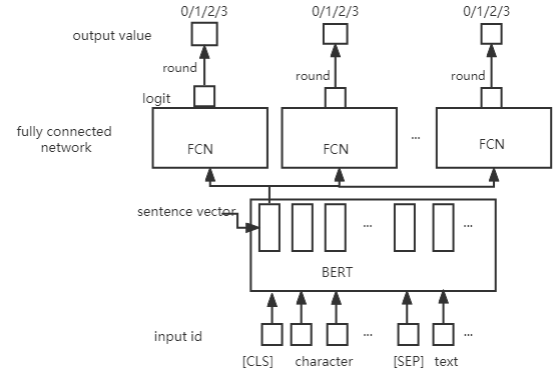 0/1/2/3 0/1/2/3 0/1/2/3
output value
round round round
logit
fully connected
network
FCN FCN ... FCN
sentence vector
... ...
BERT
input id ... ...
[CLS] character [SEP] text